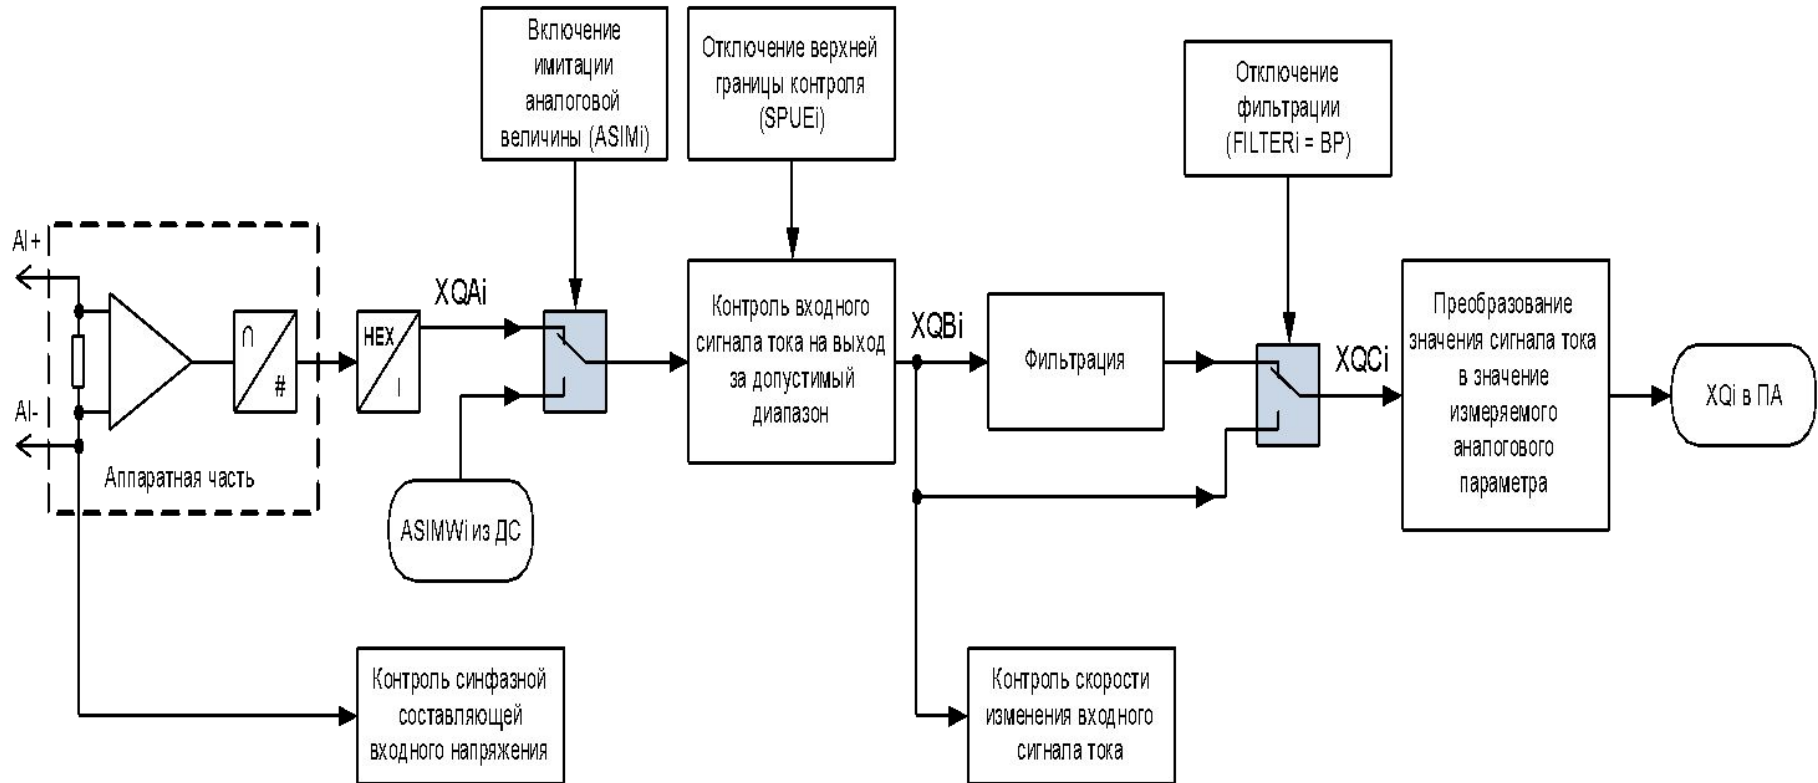 Включение
имитации
аналоговой
величины (ASIMi)
Отключение верхней
границы контроля
(SPUEi)
Отключение
фильтрации
(FILTERi = BP)
AI+
AI-
∩
#
Аппаратная часть
HEX
I
XQAi
ASIMWi из ДС
Контроль входного
сигнала тока на выход
за допустимый
диапазон
XQBi
Фильтрация
XQCi
Преобразование
значения сигнала тока
в значение
измеряемого
аналогового
параметра
XQi в ПА
Контроль синфазной
составляющей
входного напряжения
Контроль скорости
изменения входного
сигнала тока